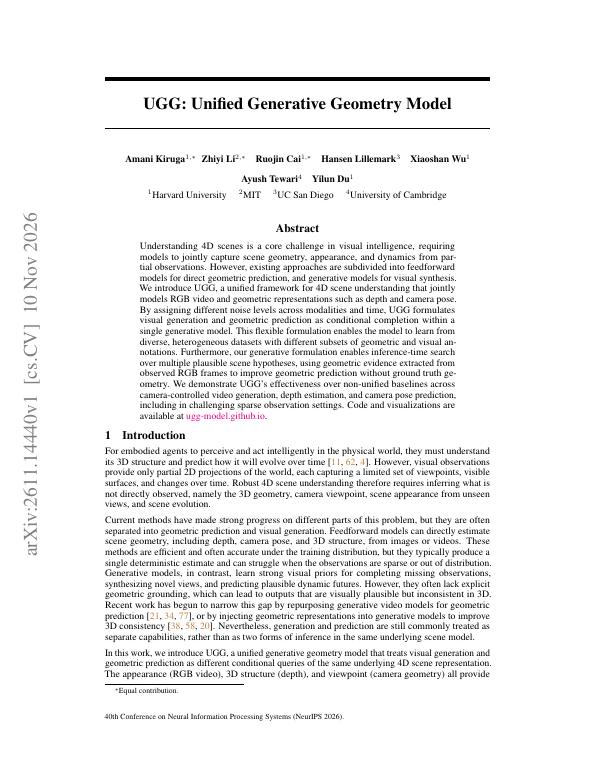 arXiv:2611.14440v1 [cs.CV] 10 Nov 2026
UGG: Unified Generative Geometry Model
Amani Kiruga1,* Zhiyi Li2,* Ruojin Cai1,* Hansen Lillemark3 Xiaoshan Wu1
Ayush Tewari4 Yilun Du1
1Harvard University 2MIT 3UC San Diego 4University of Cambridge
Abstract
Understanding 4D scenes is a core challenge in visual intelligence, requiring
models to jointly capture scene geometry, appearance, and dynamics from par-
tial observations. However, existing approaches are subdivided into feedforward
models for direct geometric prediction, and generative models for visual synthesis.
We introduce UGG, a unified framework for 4D scene understanding that jointly
models RGB video and geometric representations such as depth and camera pose.
By assigning different noise levels across modalities and time, UGG formulates
visual generation and geometric prediction as conditional completion within a
single generative model. This flexible formulation enables the model to learn from
diverse, heterogeneous datasets with different subsets of geometric and visual an-
notations. Furthermore, our generative formulation enables inference-time search
over multiple plausible scene hypotheses, using geometric evidence extracted from
observed RGB frames to improve geometric prediction without ground truth ge-
ometry. We demonstrate UGG's effectiveness over non-unified baselines across
camera-controlled video generation, depth estimation, and camera pose prediction,
including in challenging sparse observation settings. Code and visualizations are
available at ugg-model.github.io.
1 Introduction
For embodied agents to perceive and act intelligently in the physical world, they must understand
its 3D structure and predict how it will evolve over time [11, 62, 4]. However, visual observations
provide only partial 2D projections of the world, each capturing a limited set of viewpoints, visible
surfaces, and changes over time. Robust 4D scene understanding therefore requires inferring what is
not directly observed, namely the 3D geometry, camera viewpoint, scene appearance from unseen
views, and scene evolution.
Current methods have made strong progress on different parts of this problem, but they are often
separated into geometric prediction and visual generation. Feedforward models can directly estimate
scene geometry, including depth, camera pose, and 3D structure, from images or videos. These
methods are efficient and often accurate under the training distribution, but they typically produce a
single deterministic estimate and can struggle when the observations are sparse or out of distribution.
Generative models, in contrast, learn strong visual priors for completing missing observations,
synthesizing novel views, and predicting plausible dynamic futures. However, they often lack explicit
geometric grounding, which can lead to outputs that are visually plausible but inconsistent in 3D.
Recent work has begun to narrow this gap by repurposing generative video models for geometric
prediction [21, 34, 77], or by injecting geometric representations into generative models to improve
3D consistency [38, 58, 20]. Nevertheless, generation and prediction are still commonly treated as
separate capabilities, rather than as two forms of inference in the same underlying scene model.
In this work, we introduce UGG, a unified generative geometry model that treats visual generation and
geometric prediction as different conditional queries of the same underlying 4D scene representation.
The appearance (RGB video), 3D structure (depth), and viewpoint (camera geometry) all provide
*Equal contribution.
40th Conference on Neural Information Processing Systems (NeurIPS 2026).